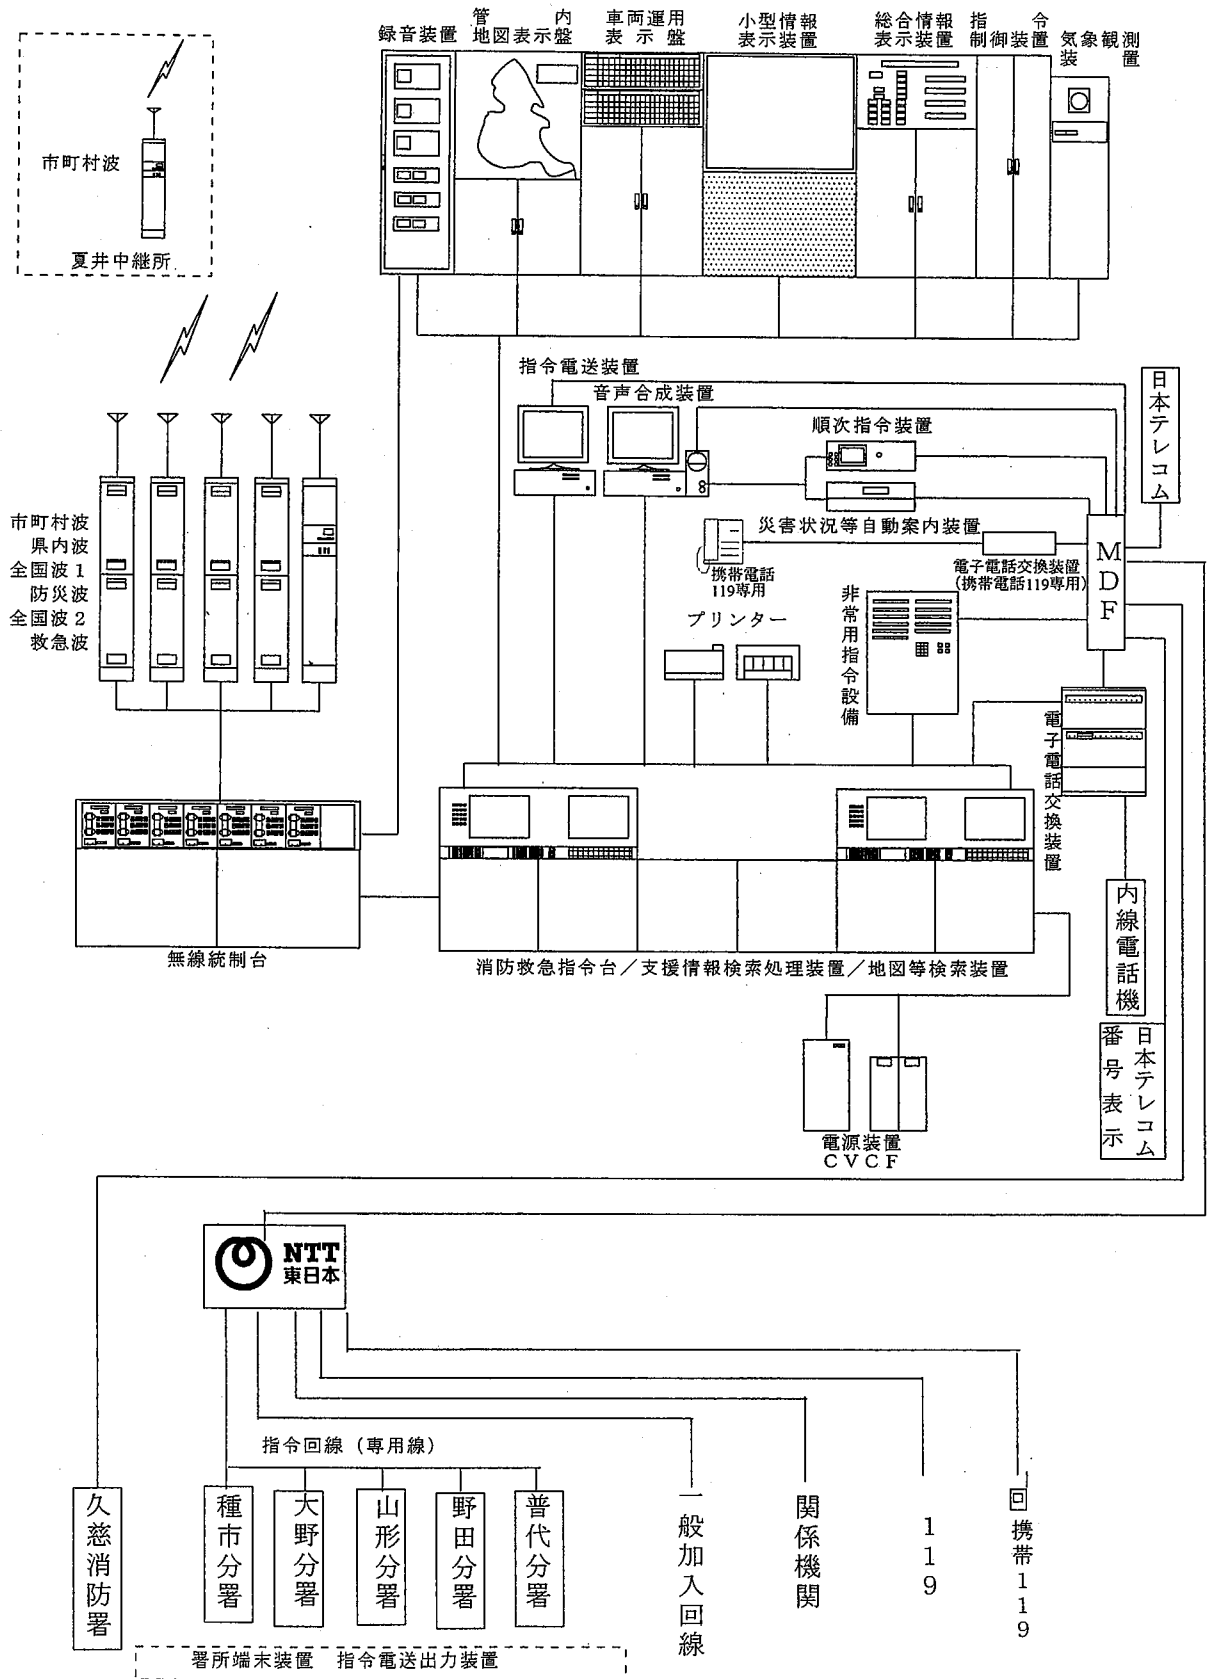 録音装置
管内
地図表示盤
車両運用
表示盤
小型情報
表示装置
総合情報
表示装置
指令
制御装置
気象観測
装置
市町村波
夏井中継所
指令電送装置
音声合成装置
順次指令装置
日本テレコム
市町村波
県内波
全国波1
防災波
全国波2
救急波
災害状況等自動案内装置
携帯電話
119専用
電子電話交換装置
(携帯電話119専用)
MDF
プリンター
非常用指令設備
電子電話交換装置
無線統制台
消防救急指令台/支援情報検索処理装置/地図等検索装置
内線電話機
日本テレコム
番号表示
電源装置
CVCF
NTT
東日本
指令回線(専用線)
久慈消防署
種市分署
大野分署
山形分署
野田分署
普代分署
一般加入回線
関係機関
119
回携帯119
署所端末装置 指令電送出力装置